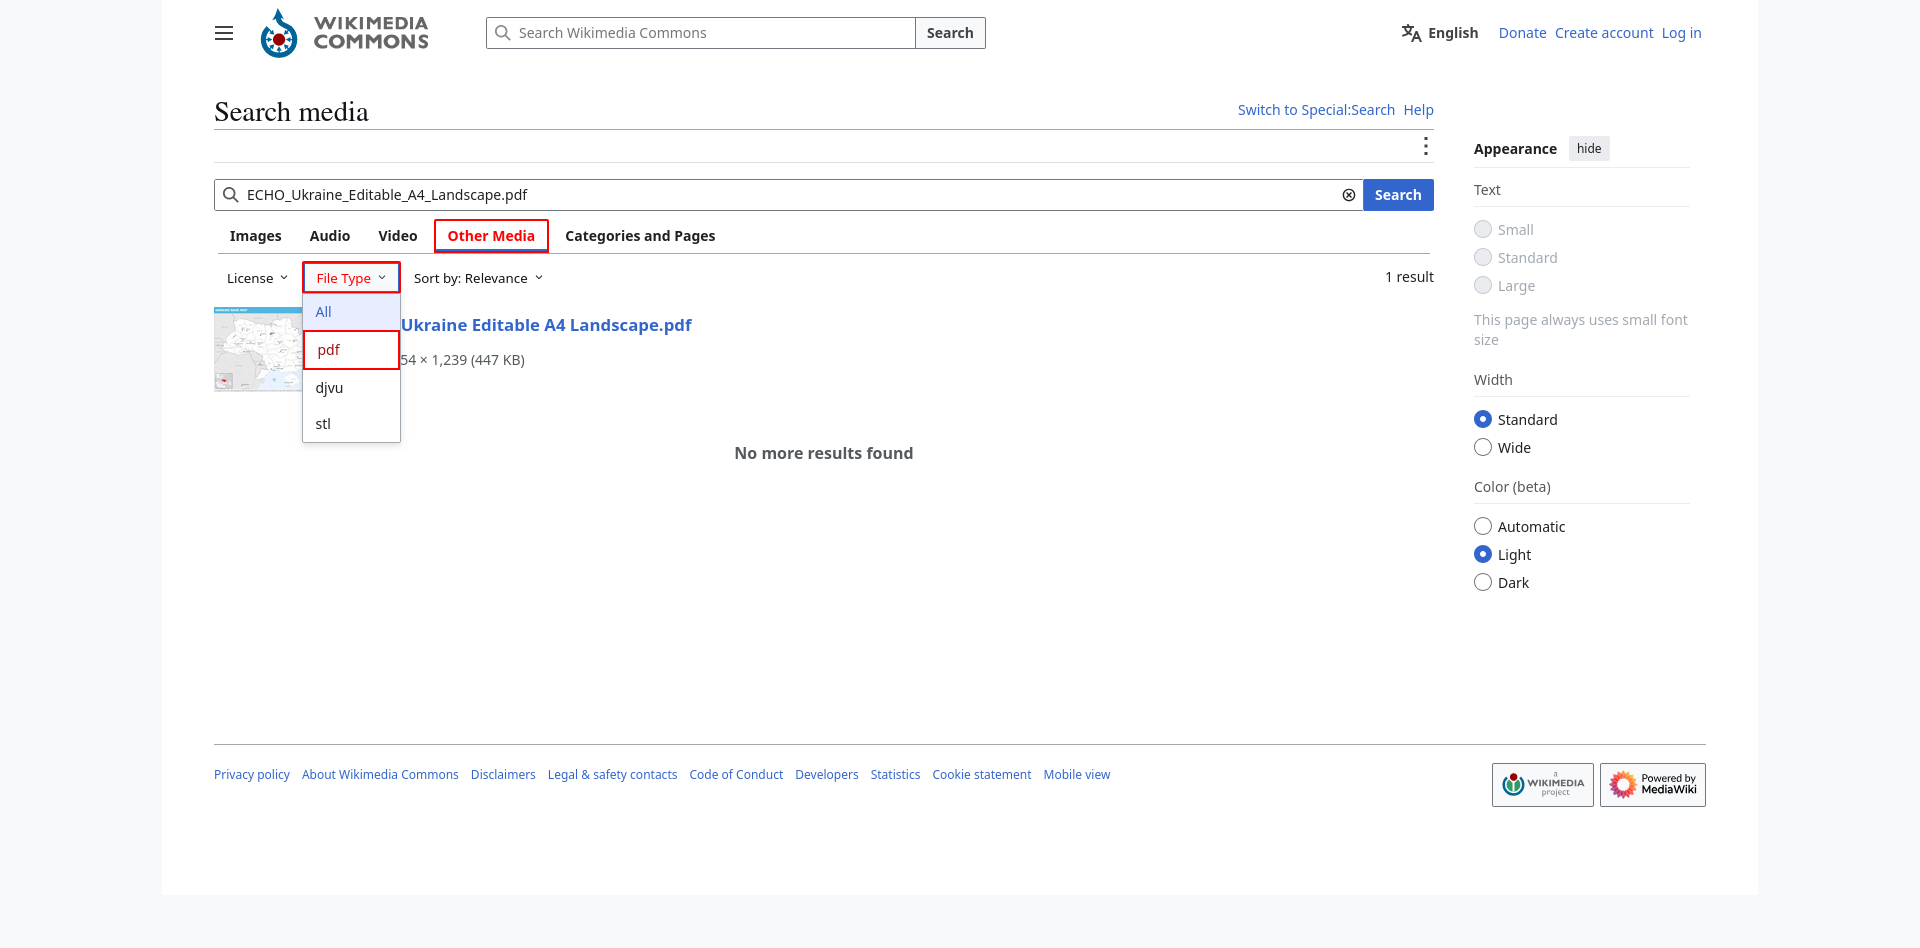 WIKIMEDIA
COMMONS
Search Wikimedia Commons
Search
English
Donate Create account Log in
Search media
Switch to Special:Search Help
ECHO_Ukraine_Editable_A4_Landscape.pdf
Search
Images Audio Video Other Media Categories and Pages
License File Type Sort by: Relevance
1 result
All
pdf
djvu
stl
Ukraine Editable A4 Landscape.pdf
54 × 1,239 (447 KB)
No more results found
Appearance hide
Text
Small
Standard
Large
This page always uses small font
size
Width
Standard
Wide
Color (beta)
Automatic
Light
Dark
Privacy policy About Wikimedia Commons Disclaimers Legal & safety contacts Code of Conduct Developers Statistics Cookie statement Mobile view
a
WIKIMEDIA
project
Powered by
MediaWiki